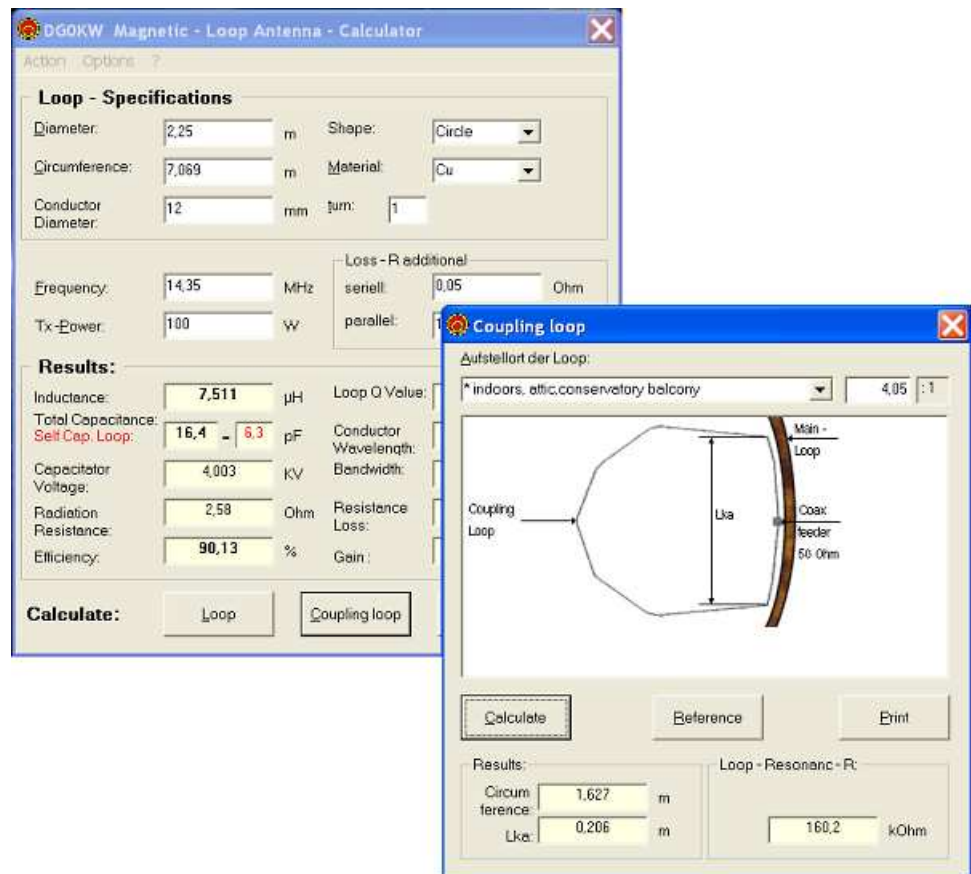 DG0KW Magnetic - Loop Antenna - Calculator
Action Options ?
Loop - Specifications
Diameter: 2,25 m Shape: Circle
Circumference: 7,069 m Material: Cu
Conductor Diameter: 12 mm turn: 1
Loss - R additional
Frequency: 14,35 MHz seriell: 0,05 Ohm
Tx-Power: 100 W parallel: 1
Results:
Inductance: 7,511 µH Loop Q Value:
Total Capacitance:
Self Cap. Loop: 16,4 - 6,3 pF Conductor Wavelength:
Capacitator Voltage: 4,003 KV Bandwidth:
Radiation Resistance: 2,58 Ohm Resistance Loss:
Efficiency: 90,13 % Gain :
Calculate: Loop Coupling loop
Coupling loop
Aufstellort der Loop:
* indoors, attic,conservatory balcony 4,05 : 1
Main -
Loop
Coupling
Loop
Lka
Coax
feeder
50 Ohm
Calculate Reference Print
Results: Loop - Resonanc - R:
Circum
ference: 1,627 m
Lka: 0,206 m 160,2 kOhm